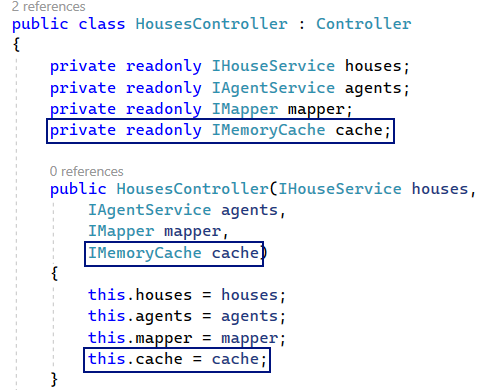 2 references
public class HousesController : Controller
{
private readonly IHouseService houses;
private readonly IAgentService agents;
private readonly IMapper mapper;
private readonly IMemoryCache cache;
0 references
public HousesController(IHouseService houses,
IAgentService agents,
IMapper mapper,
IMemoryCache cache)
{
this.houses = houses;
this.agents = agents;
this.mapper = mapper;
this.cache = cache;
}